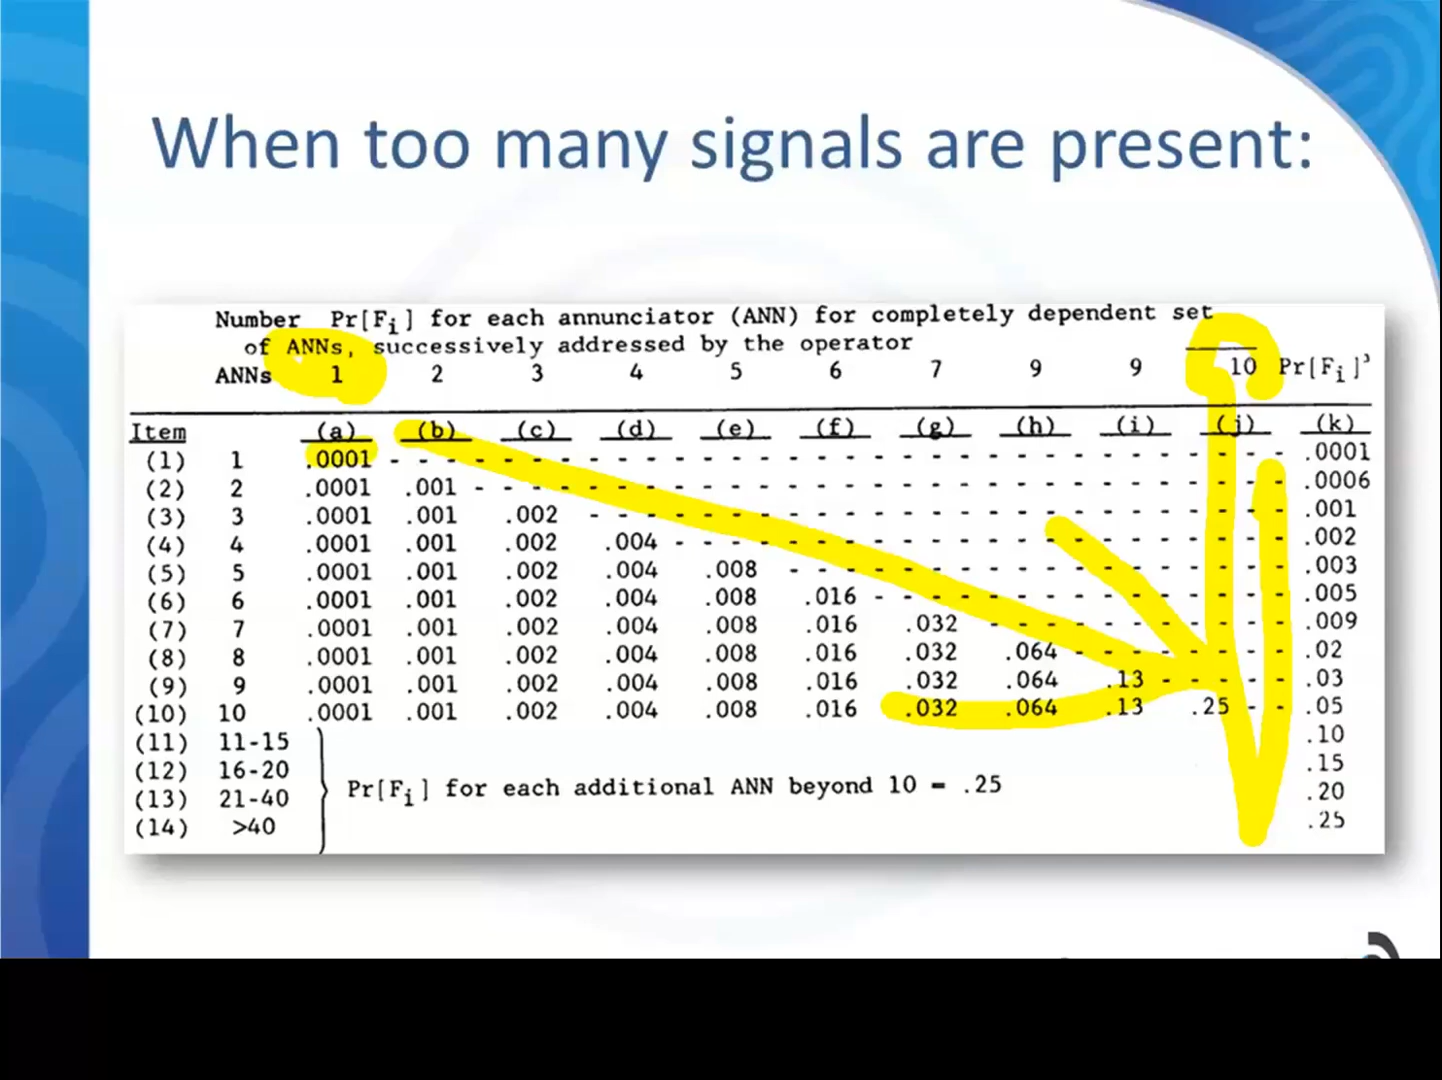 When too many signals are present:
Number Pr[Fi] for each annunciator (ANN) for completely dependent set
of ANNs, successively addressed by the operator
ANNs 1 2 3 4 5 6 7 9 9 10 Pr[Fi]³
Item (a) (b) (c) (d) (e) (f) (g) (h) (i) (j) (k)
(1) 1 .0001 - - - - - - - - - - - - - - - - - - - - - - - - - - - - - - - - .0001
(2) 2 .0001 .001 - - - - - - - - - - - - - - - - - - - - - - - - - - - - - .0006
(3) 3 .0001 .001 .002 - - - - - - - - - - - - - - - - - - - - - - - - - .001
(4) 4 .0001 .001 .002 .004 - - - - - - - - - - - - - - - - - - - - - - .002
(5) 5 .0001 .001 .002 .004 .008 - - - - - - - - - - - - - - - - - - .003
(6) 6 .0001 .001 .002 .004 .008 .016 - - - - - - - - - - - - - - - .005
(7) 7 .0001 .001 .002 .004 .008 .016 .032 - - - - - - - - - - - .009
(8) 8 .0001 .001 .002 .004 .008 .016 .032 .064 - - - - - - - - .02
(9) 9 .0001 .001 .002 .004 .008 .016 .032 .064 .13 - - - - - .03
(10) 10 .0001 .001 .002 .004 .008 .016 .032 .064 .13 .25 - - .05
(11) 11-15 .10
(12) 16-20 .15
Pr[Fi] for each additional ANN beyond 10 = .25
(13) 21-40 .20
(14) >40 .25